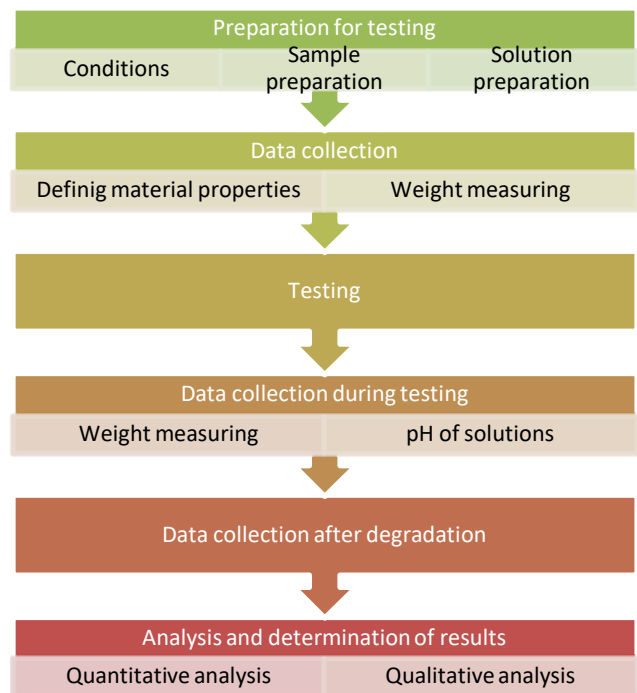 Preparation for testing
Conditions
Sample
preparation
Solution
preparation
Data collection
Definig material properties
Weight measuring
Testing
Data collection during testing
Weight measuring
pH of solutions
Data collection after degradation
Analysis and determination of results
Quantitative analysis
Qualitative analysis